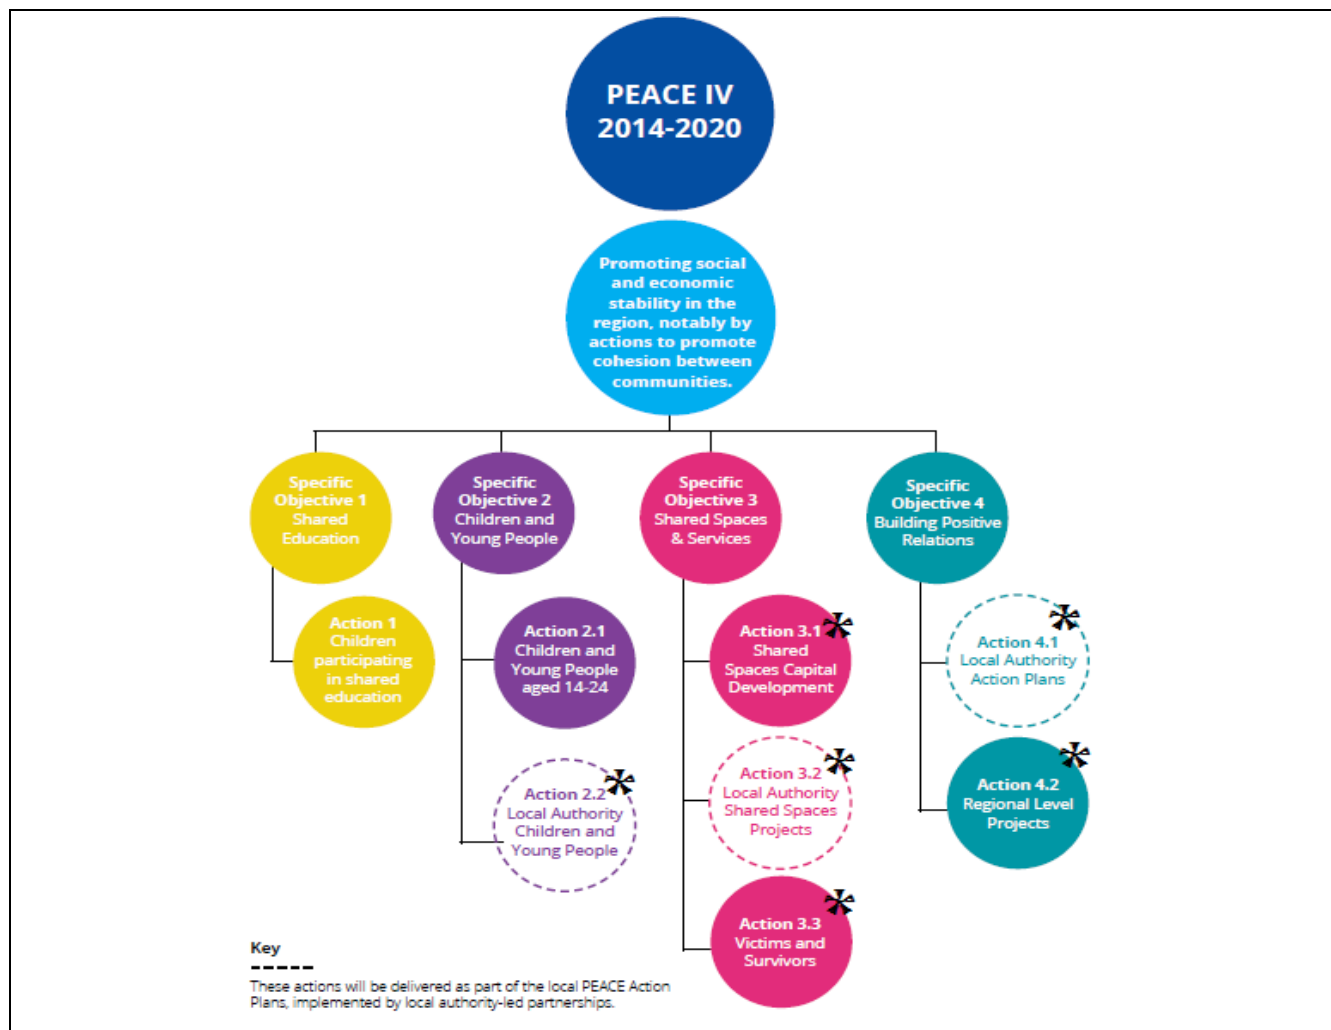 PEACE IV
2014-2020
Promoting social
and economic
stability in the
region, notably by
actions to promote
cohesion between
communities.
Specific
Objective 1
Shared
Education
Specific
Objective 2
Children and
Young People
Specific
Objective 3
Shared Spaces
& Services
Specific
Objective 4
Building Positive
Relations
Action 1
Children
participating
in shared
education
Action 2.1
Children and
Young People
aged 14-24
Action 2.2
Local Authority
Children and
Young People
Action 3.1
Shared
Spaces Capital
Development
Action 3.2
Local Authority
Shared Spaces
Projects
Action 3.3
Victims and
Survivors
Action 4.1
Local Authority
Action Plans
Action 4.2
Regional Level
Projects
Key
These actions will be delivered as part of the local PEACE Action
Plans, implemented by local authority-led partnerships.